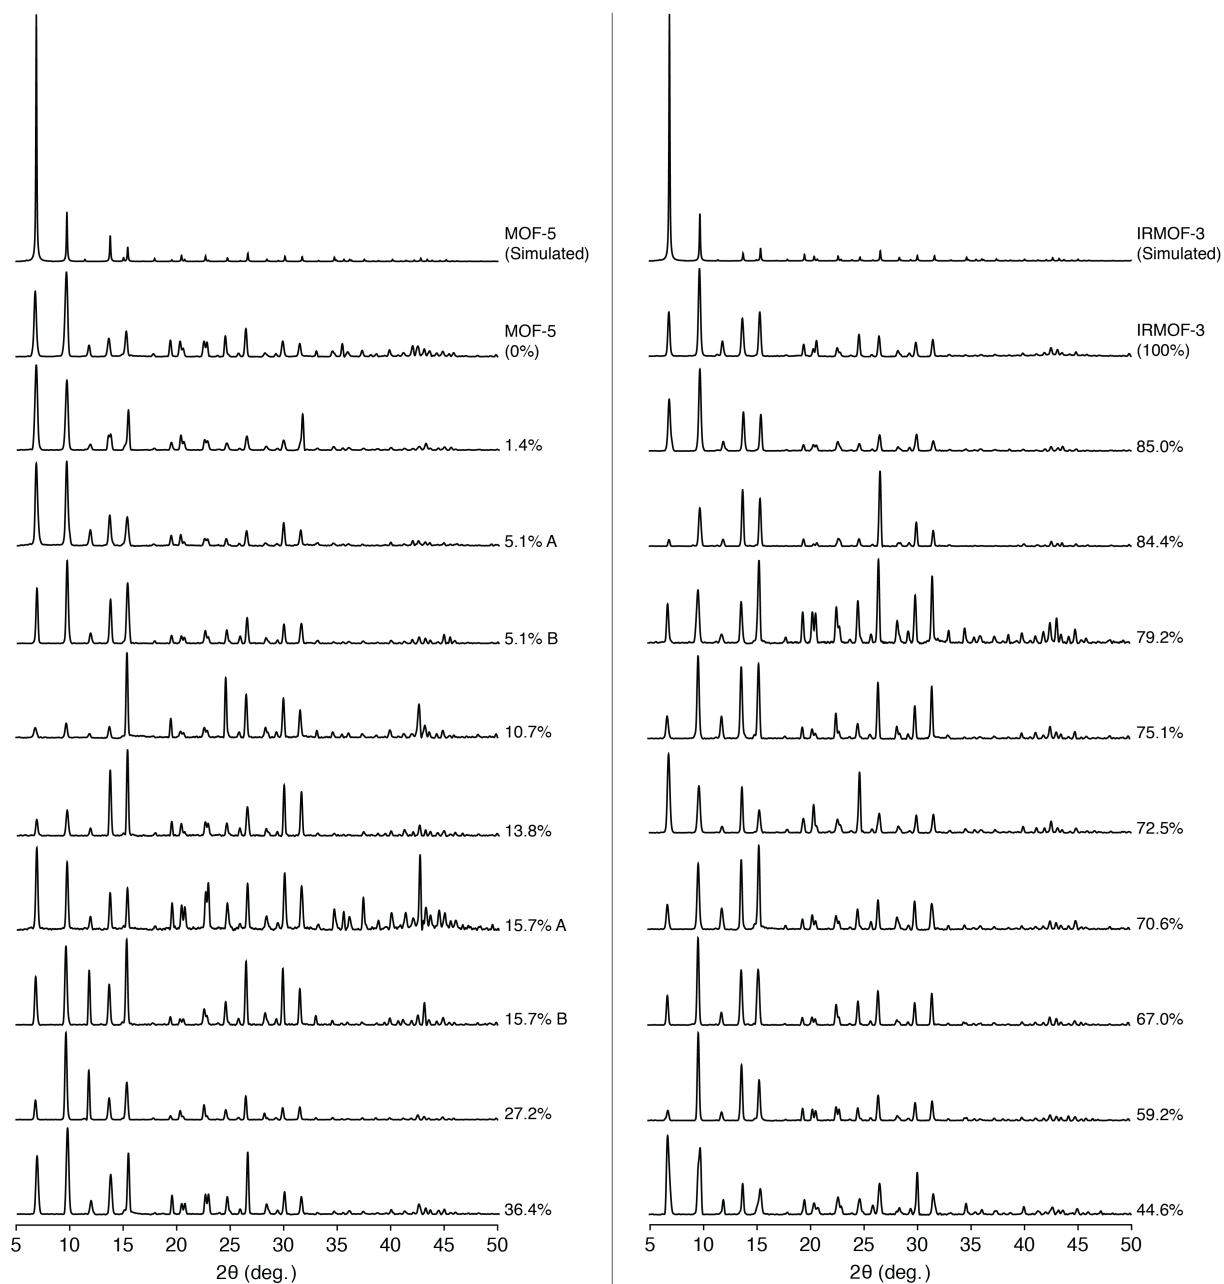 MOF-5
(Simulated)
MOF-5
(0%)
1.4%
5.1% A
5.1% B
10.7%
13.8%
15.7% A
15.7% B
27.2%
36.4%
5 10 15 20 25 30 35 40 45 50
2θ (deg.)
IRMOF-3
(Simulated)
IRMOF-3
(100%)
85.0%
84.4%
79.2%
75.1%
72.5%
70.6%
67.0%
59.2%
44.6%
5 10 15 20 25 30 35 40 45 50
2θ (deg.)